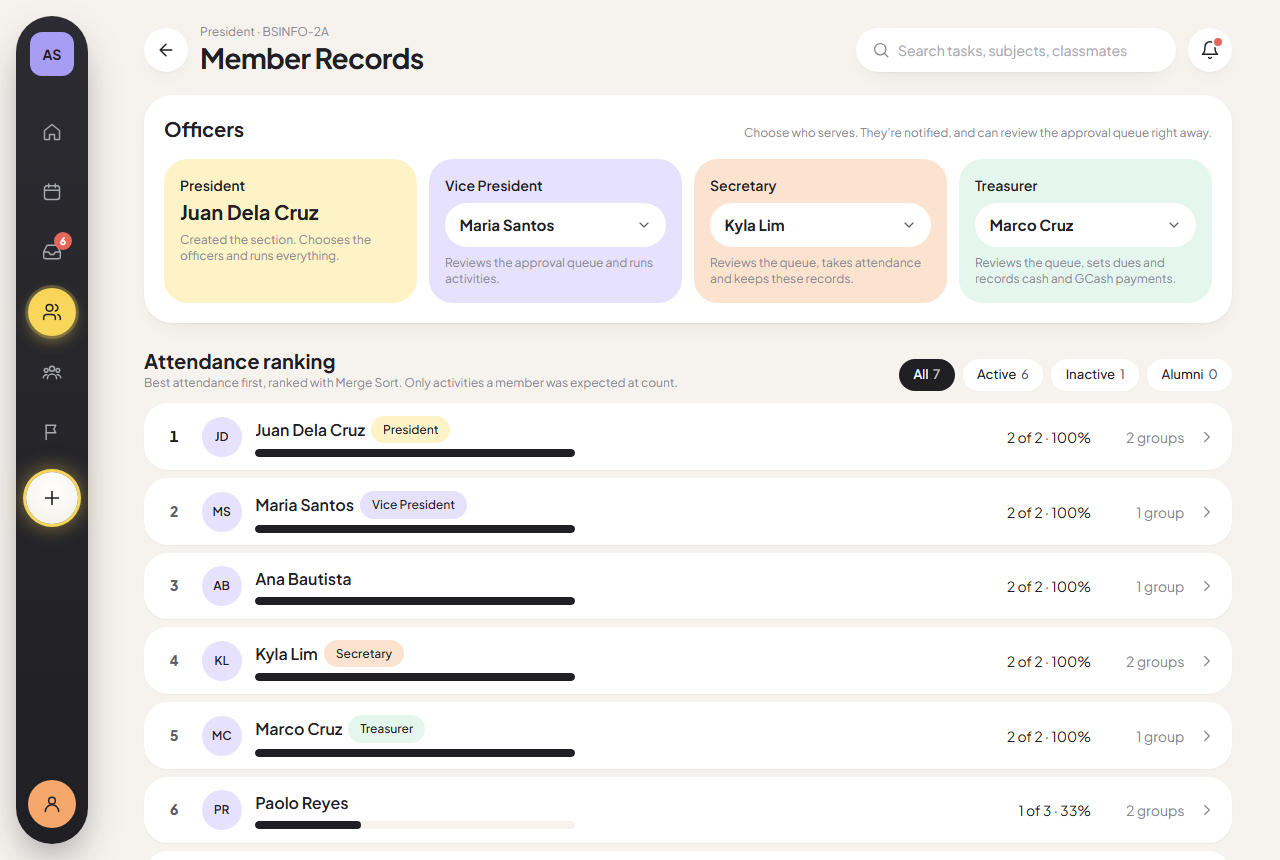 AS
6
President · BSINFO-2A
Member Records
Search tasks, subjects, classmates
Officers
Choose who serves. They're notified, and can review the approval queue right away.
President
Juan Dela Cruz
Created the section. Chooses the
officers and runs everything.
Vice President
Maria Santos
Reviews the approval queue and runs
activities.
Secretary
Kyla Lim
Reviews the queue, takes attendance
and keeps these records.
Treasurer
Marco Cruz
Reviews the queue, sets dues and
records cash and GCash payments.
Attendance ranking
Best attendance first, ranked with Merge Sort. Only activities a member was expected at count.
All 7
Active 6
Inactive 1
Alumni 0
1 JD Juan Dela Cruz President 2 of 2 · 100% 2 groups
2 MS Maria Santos Vice President 2 of 2 · 100% 1 group
3 AB Ana Bautista 2 of 2 · 100% 1 group
4 KL Kyla Lim Secretary 2 of 2 · 100% 2 groups
5 MC Marco Cruz Treasurer 2 of 2 · 100% 1 group
6 PR Paolo Reyes 1 of 3 · 33% 2 groups